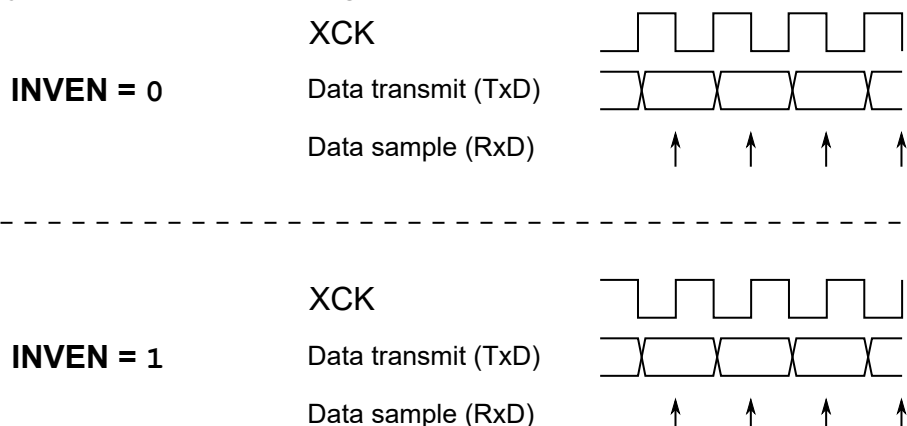 XCK
INVEN = 0
Data transmit (TxD)
Data sample (RxD)
XCK
INVEN = 1
Data transmit (TxD)
Data sample (RxD)